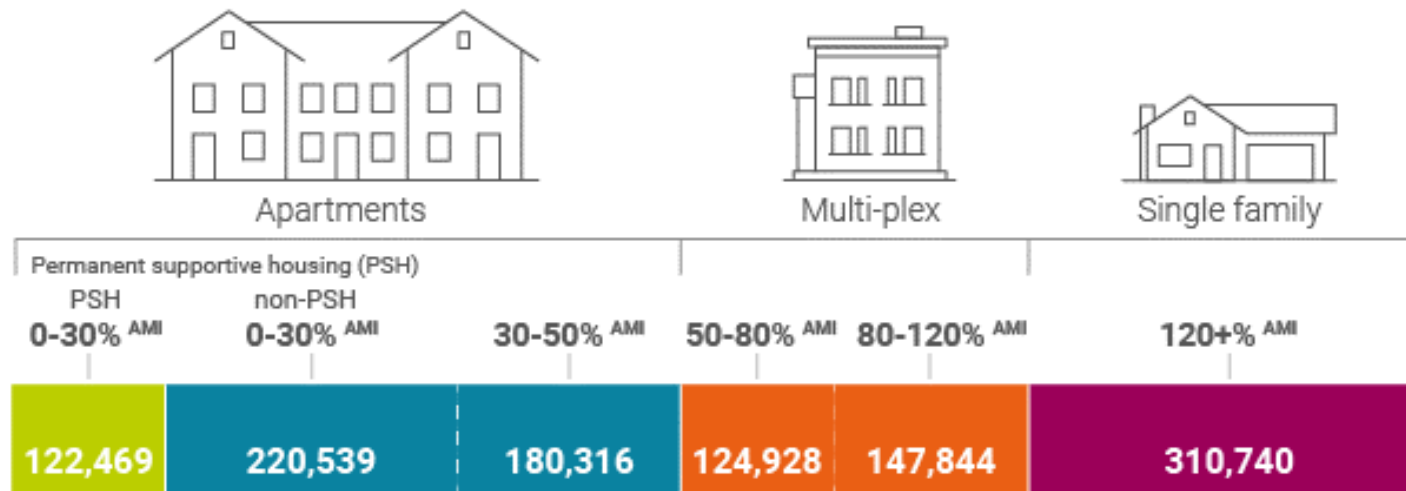 Apartments Multi-plex Single family
Permanent supportive housing (PSH)
PSH non-PSH
0-30% AMI 0-30% AMI 30-50% AMI 50-80% AMI 80-120% AMI 120+% AMI
122,469 220,539 180,316 124,928 147,844 310,740